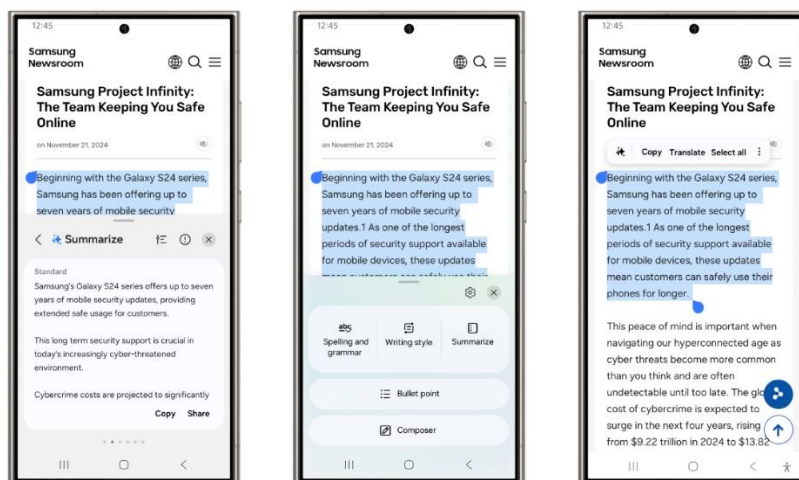 12:45
Samsung
Newsroom
Samsung Project Infinity:
The Team Keeping You Safe
Online
on November 21, 2024
Beginning with the Galaxy S24 series,
Samsung has been offering up to
seven years of mobile security
Summarize
Standard
Samsung's Galaxy S24 series offers up to seven
years of mobile security updates, providing
extended safe usage for customers.
This long term security support is crucial in
today's increasingly cyber-threatened
environment.
Cybercrime costs are projected to significantly
Copy Share
12:45
Samsung
Newsroom
Samsung Project Infinity:
The Team Keeping You Safe
Online
on November 21, 2024
Beginning with the Galaxy S24 series,
Samsung has been offering up to
seven years of mobile security
updates.1 As one of the longest
periods of security support available
for mobile devices, these updates
mean customers can safely use their
abc
Spelling and
grammar
Writing style
Summarize
Bullet point
Composer
12:45
Samsung
Newsroom
Samsung Project Infinity:
The Team Keeping You Safe
Online
Copy Translate Select all
Beginning with the Galaxy S24 series,
Samsung has been offering up to
seven years of mobile security
updates.1 As one of the longest
periods of security support available
for mobile devices, these updates
mean customers can safely use their
phones for longer.
This peace of mind is important when
navigating our hyperconnected age as
cyber threats become more common
than you think and are often
undetectable until too late. The
cost of cybercrime is expected to
surge in the next four years, rising
from $9.22 trillion in 2024 to $13.82